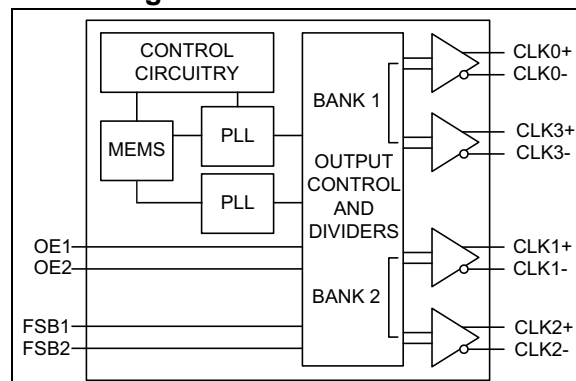 CONTROL
CIRCUITRY
MEMS
PLL
PLL
BANK 1
OUTPUT
CONTROL
AND
DIVIDERS
BANK 2
OE1
OE2
FSB1
FSB2
CLK0+
CLK0-
CLK3+
CLK3-
CLK1+
CLK1-
CLK2+
CLK2-